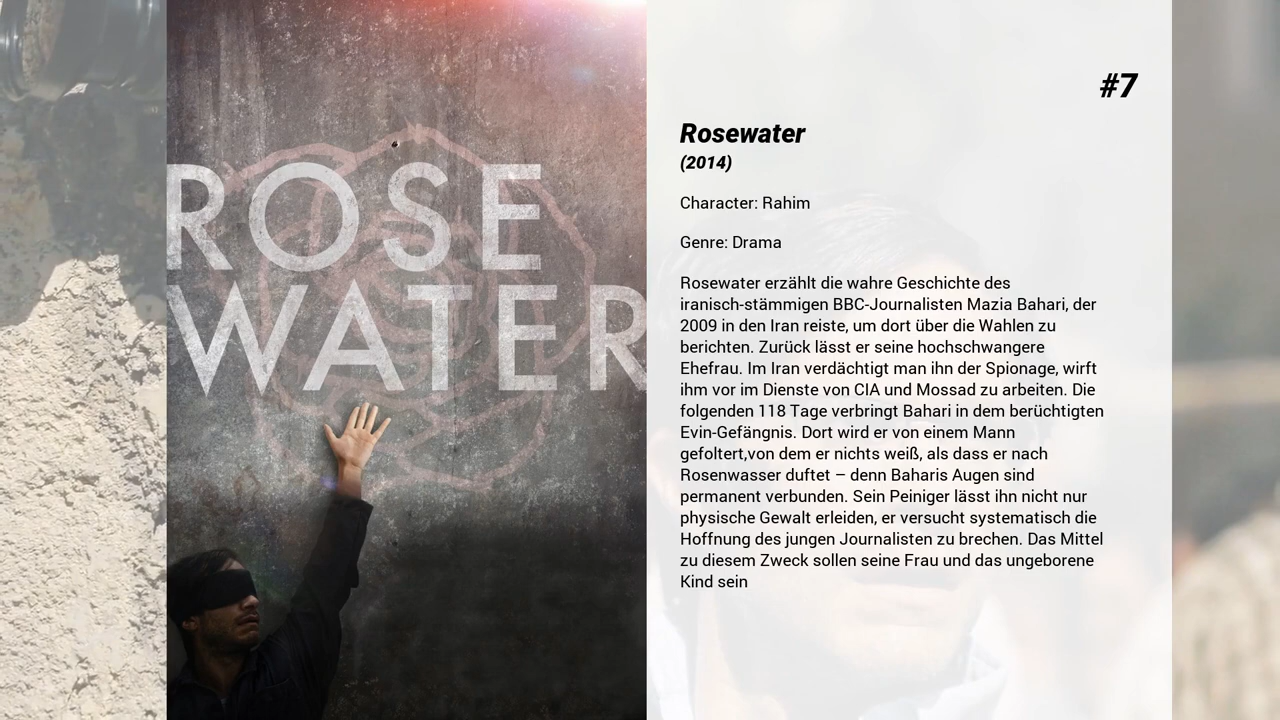 ROSE
WATER
#7
Rosewater
(2014)
Character: Rahim
Genre: Drama
Rosewater erzählt die wahre Geschichte des
iranisch-stämmigen BBC-Journalisten Mazia Bahari, der
2009 in den Iran reiste, um dort über die Wahlen zu
berichten. Zurück lässt er seine hochschwangere
Ehefrau. Im Iran verdächtigt man ihn der Spionage, wirft
ihm vor im Dienste von CIA und Mossad zu arbeiten. Die
folgenden 118 Tage verbringt Bahari in dem berüchtigten
Evin-Gefängnis. Dort wird er von einem Mann
gefoltert,von dem er nichts weiß, als dass er nach
Rosenwasser duftet – denn Baharis Augen sind
permanent verbunden. Sein Peiniger lässt ihn nicht nur
physische Gewalt erleiden, er versucht systematisch die
Hoffnung des jungen Journalisten zu brechen. Das Mittel
zu diesem Zweck sollen seine Frau und das ungeborene
Kind sein